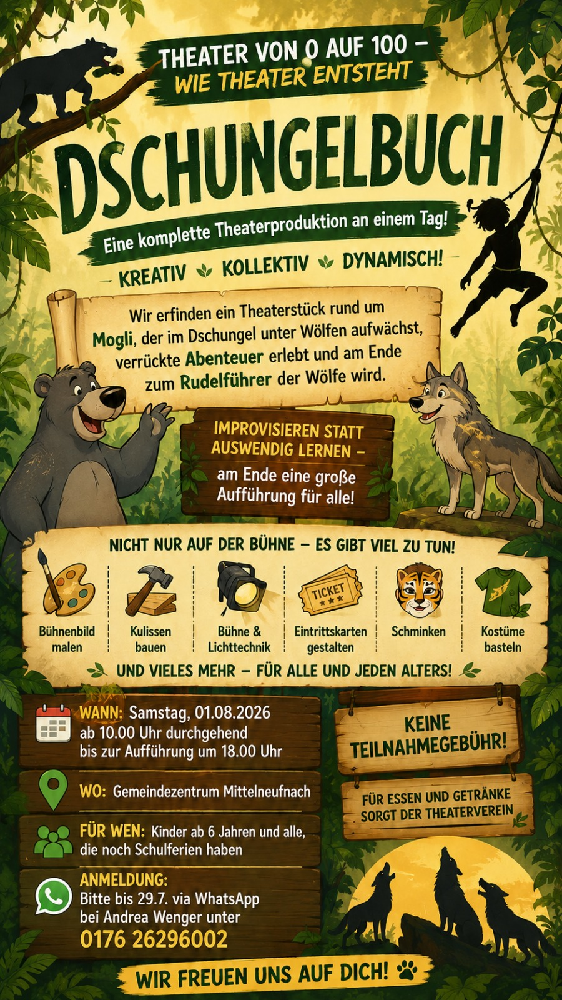 THEATER VON 0 AUF 100 –
WIE THEATER ENTSTEHT
DSCHUNGELBUCH
Eine komplette Theaterproduktion an einem Tag!
KREATIV KOLLEKTIV DYNAMISCH!
Wir erfinden ein Theaterstück rund um
Mogli, der im Dschungel unter Wölfen aufwächst,
verrückte Abenteuer erlebt und am Ende
zum Rudelführer der Wölfe wird.
IMPROVISIEREN STATT
AUSWENDIG LERNEN –
am Ende eine große
Aufführung für alle!
NICHT NUR AUF DER BÜHNE – ES GIBT VIEL ZU TUN!
TICKET
Bühnenbild
malen
Kulissen
bauen
Bühne &
Lichttechnik
Eintrittskarten
gestalten
Schminken
Kostüme
basteln
UND VIELES MEHR – FÜR ALLE UND JEDEN ALTERS!
WANN: Samstag, 01.08.2026
ab 10.00 Uhr durchgehend
bis zur Aufführung um 18.00 Uhr
WO: Gemeindezentrum Mittelneufnach
FÜR WEN: Kinder ab 6 Jahren und alle,
die noch Schulferien haben
ANMELDUNG:
Bitte bis 29.7. via WhatsApp
bei Andrea Wenger unter
0176 26296002
KEINE
TEILNAHMEGEBÜHR!
FÜR ESSEN UND GETRÄNKE
SORGT DER THEATERVEREIN
WIR FREUEN UNS AUF DICH!